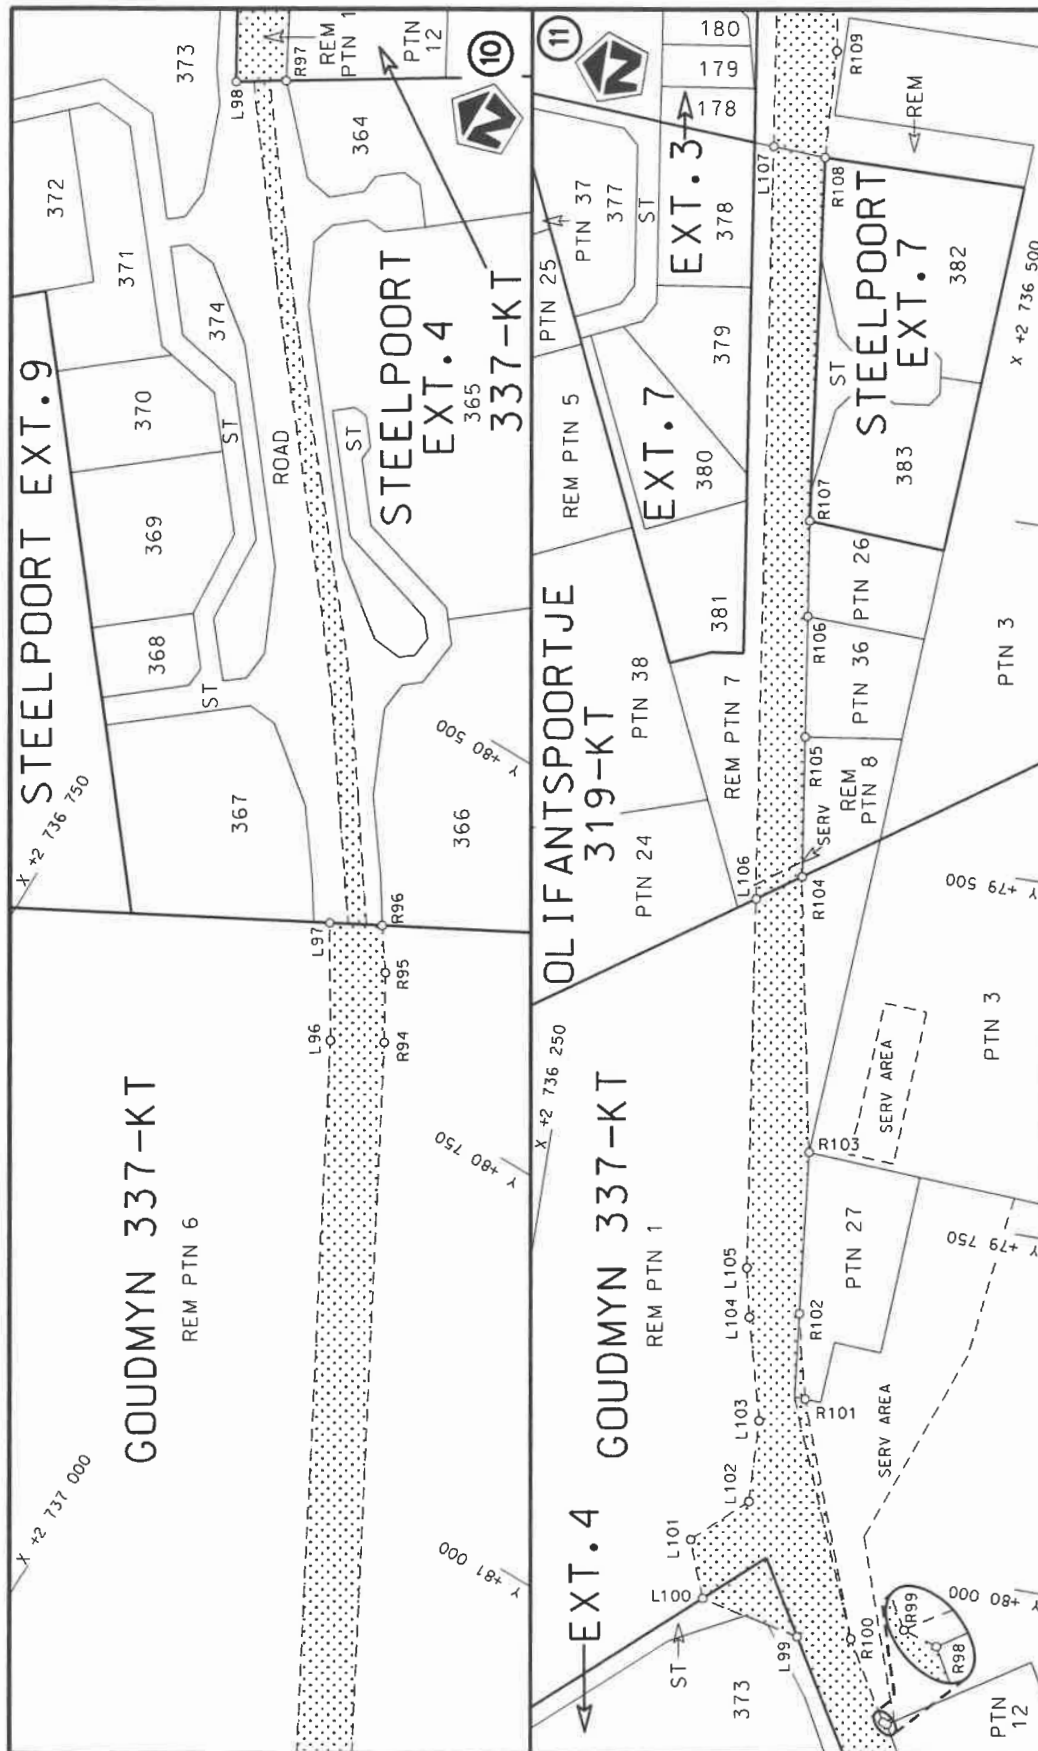 STEELPOORT EXT.9
X +2 736 750
X +2 737 000
373
372
371
374
370
369
368
367
ST
ST
ST
ROAD
L98
R97
REM
PTN 1
PTN
12
10
N
364
STEELPOORT
EXT.4
365
337-KT
366
L97
R96
R95
L96
R94
Y +80 500
Y +80 750
Y +81 000
GOUDMYN 337-KT
REM PTN 6
11
N
180
179
178
R109
REM
EXT.3
L107
R108
PTN 37
377
ST
378
PTN 25
379
REM PTN 5
EXT.7
380
381
STEELPOORT
EXT.7
382
383
ST
X +2 736 500
R107
PTN 26
R106
PTN 36
R105
REM
PTN 8
SERV
R104
PTN 3
OLIFANTSPOORTJE
319-KT
PTN 38
PTN 24
REM PTN 7
L106
Y +79 500
X +2 736 250
GOUDMYN 337-KT
REM PTN 1
SERV AREA
PTN 3
R103
PTN 27
Y +79 750
L105
L104
R102
L103
R101
L102
L101
L100
SERV AREA
EXT.4
ST
373
L99
R100
R99
R98
Y +80 000
PTN
12